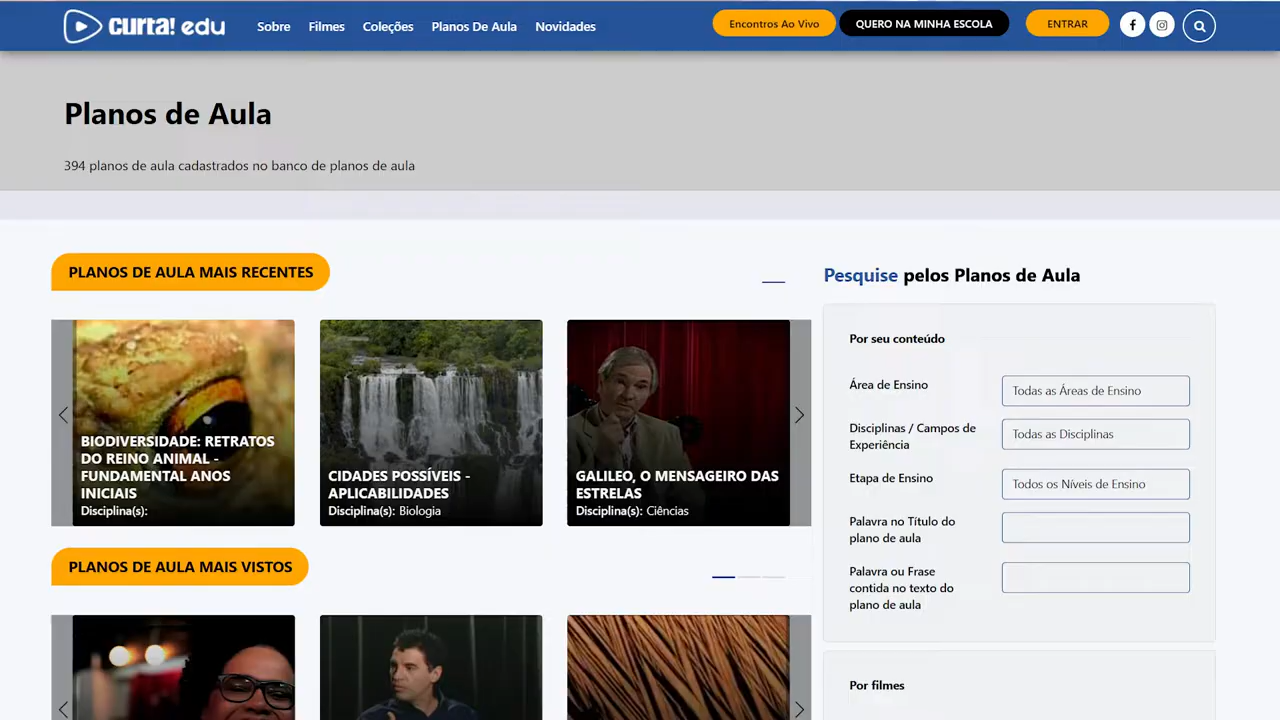 curta! edu
Sobre
Filmes
Coleções
Planos De Aula
Novidades
Encontros Ao Vivo
QUERO NA MINHA ESCOLA
ENTRAR
Planos de Aula
394 planos de aula cadastrados no banco de planos de aula
PLANOS DE AULA MAIS RECENTES
BIODIVERSIDADE: RETRATOS
DO REINO ANIMAL -
FUNDAMENTAL ANOS
INICIAIS
Disciplina(s):
CIDADES POSSÍVEIS -
APLICABILIDADES
Disciplina(s): Biologia
GALILEO, O MENSAGEIRO DAS
ESTRELAS
Disciplina(s): Ciências
PLANOS DE AULA MAIS VISTOS
Pesquise pelos Planos de Aula
Por seu conteúdo
Área de Ensino
Todas as Áreas de Ensino
Disciplinas / Campos de
Experiência
Todas as Disciplinas
Etapa de Ensino
Todos os Níveis de Ensino
Palavra no Título do
plano de aula
Palavra ou Frase
contida no texto do
plano de aula
Por filmes